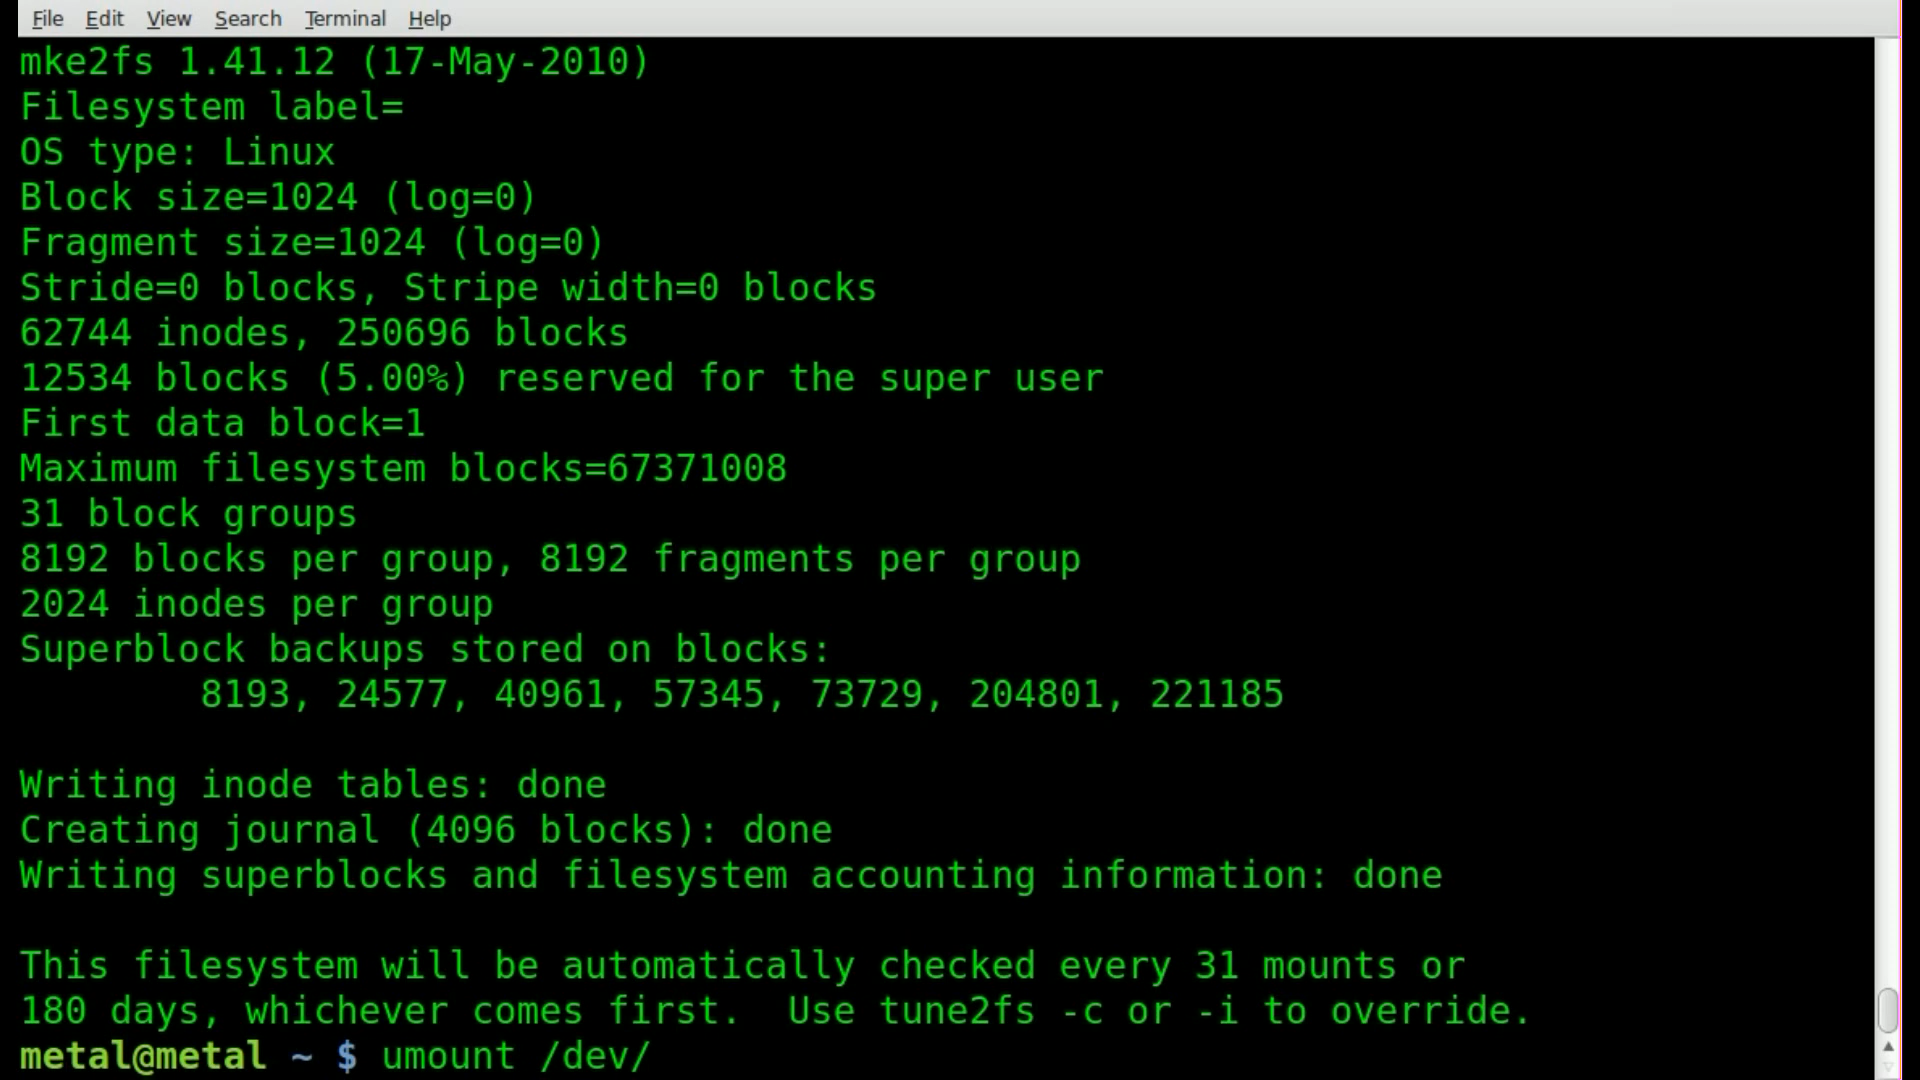 File Edit View Search Terminal Help
mke2fs 1.41.12 (17-May-2010)
Filesystem label=
OS type: Linux
Block size=1024 (log=0)
Fragment size=1024 (log=0)
Stride=0 blocks, Stripe width=0 blocks
62744 inodes, 250696 blocks
12534 blocks (5.00%) reserved for the super user
First data block=1
Maximum filesystem blocks=67371008
31 block groups
8192 blocks per group, 8192 fragments per group
2024 inodes per group
Superblock backups stored on blocks:
        8193, 24577, 40961, 57345, 73729, 204801, 221185

Writing inode tables: done
Creating journal (4096 blocks): done
Writing superblocks and filesystem accounting information: done

This filesystem will be automatically checked every 31 mounts or
180 days, whichever comes first.  Use tune2fs -c or -i to override.
metal@metal ~ $ umount /dev/